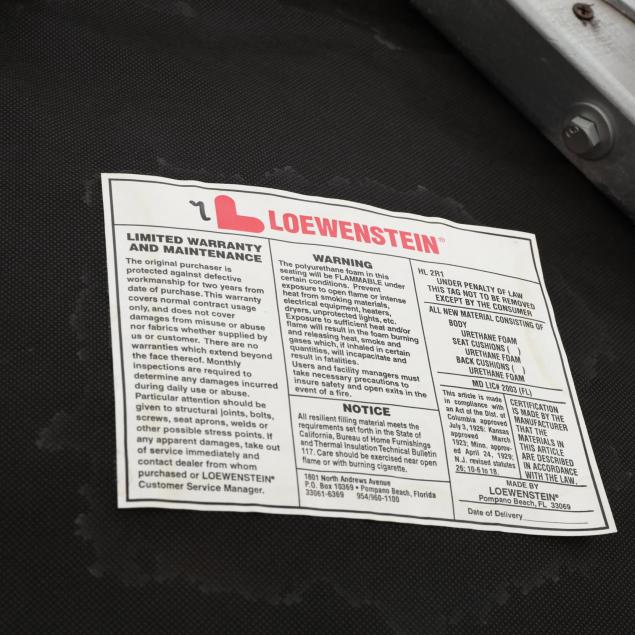 LOEWENSTEIN®
LIMITED WARRANTY
AND MAINTENANCE
The original purchaser is
protected against defective
workmanship for two years from
date of purchase. This warranty
covers normal contract usage
only, and does not cover
damages from misuse or abuse
nor fabrics whether supplied by
us or customer. There are no
warranties which extend beyond
the face thereof. Monthly
inspections are required to
determine any damages incurred
during daily use or abuse.
Particular attention should be
given to structural joints, bolts,
screws, seat aprons, welds or
other possible stress points. If
any apparent damages, take out
of service immediately and
contact dealer from whom
purchased or LOEWENSTEIN®
Customer Service Manager.
WARNING
The polyurethane foam in this
seating will be FLAMMABLE under
certain conditions. Prevent
exposure to open flame or intense
heat from smoking materials,
electrical equipment, heaters,
dryers, unprotected lights, etc.
Exposure to sufficient heat and/or
flame will result in the foam burning
and releasing heat, smoke and
gases which, if inhaled in certain
quantities, will incapacitate and
result in fatalities.
Users and facility managers must
take necessary precautions to
insure safety and open exits in the
event of a fire.
NOTICE
All resilient filling material meets the
requirements set forth in the State of
California, Bureau of Home Furnishings
and Thermal Insulation Technical Bulletin
117. Care should be exercised near open
flame or with burning cigarette.
1801 North Andrews Avenue
P.O. Box 10369 • Pompano Beach, Florida
33061-6369 954/960-1100
HL 2R1
UNDER PENALTY OF LAW
THIS TAG NOT TO BE REMOVED
EXCEPT BY THE CONSUMER
ALL NEW MATERIAL CONSISTING OF
BODY
URETHANE FOAM
SEAT CUSHIONS ( )
URETHANE FOAM
BACK CUSHIONS ( )
URETHANE FOAM
MD LIC# 2003 (FL)
This article is made
in compliance with
an Act of the Dist. of
Columbia approved
July 3, 1926; Kansas
approved March
1923; Minn. approv-
ed April 24, 1929;
N.J. revised statutes
26; 10-6 to 18.
CERTIFICATION
IS MADE BY THE
MANUFACTURER
THAT THE
MATERIALS IN
THIS ARTICLE
ARE DESCRIBED
IN ACCORDANCE
WITH THE LAW.
MADE BY
LOEWENSTEIN®
Pompano Beach, FL 33069
Date of Delivery